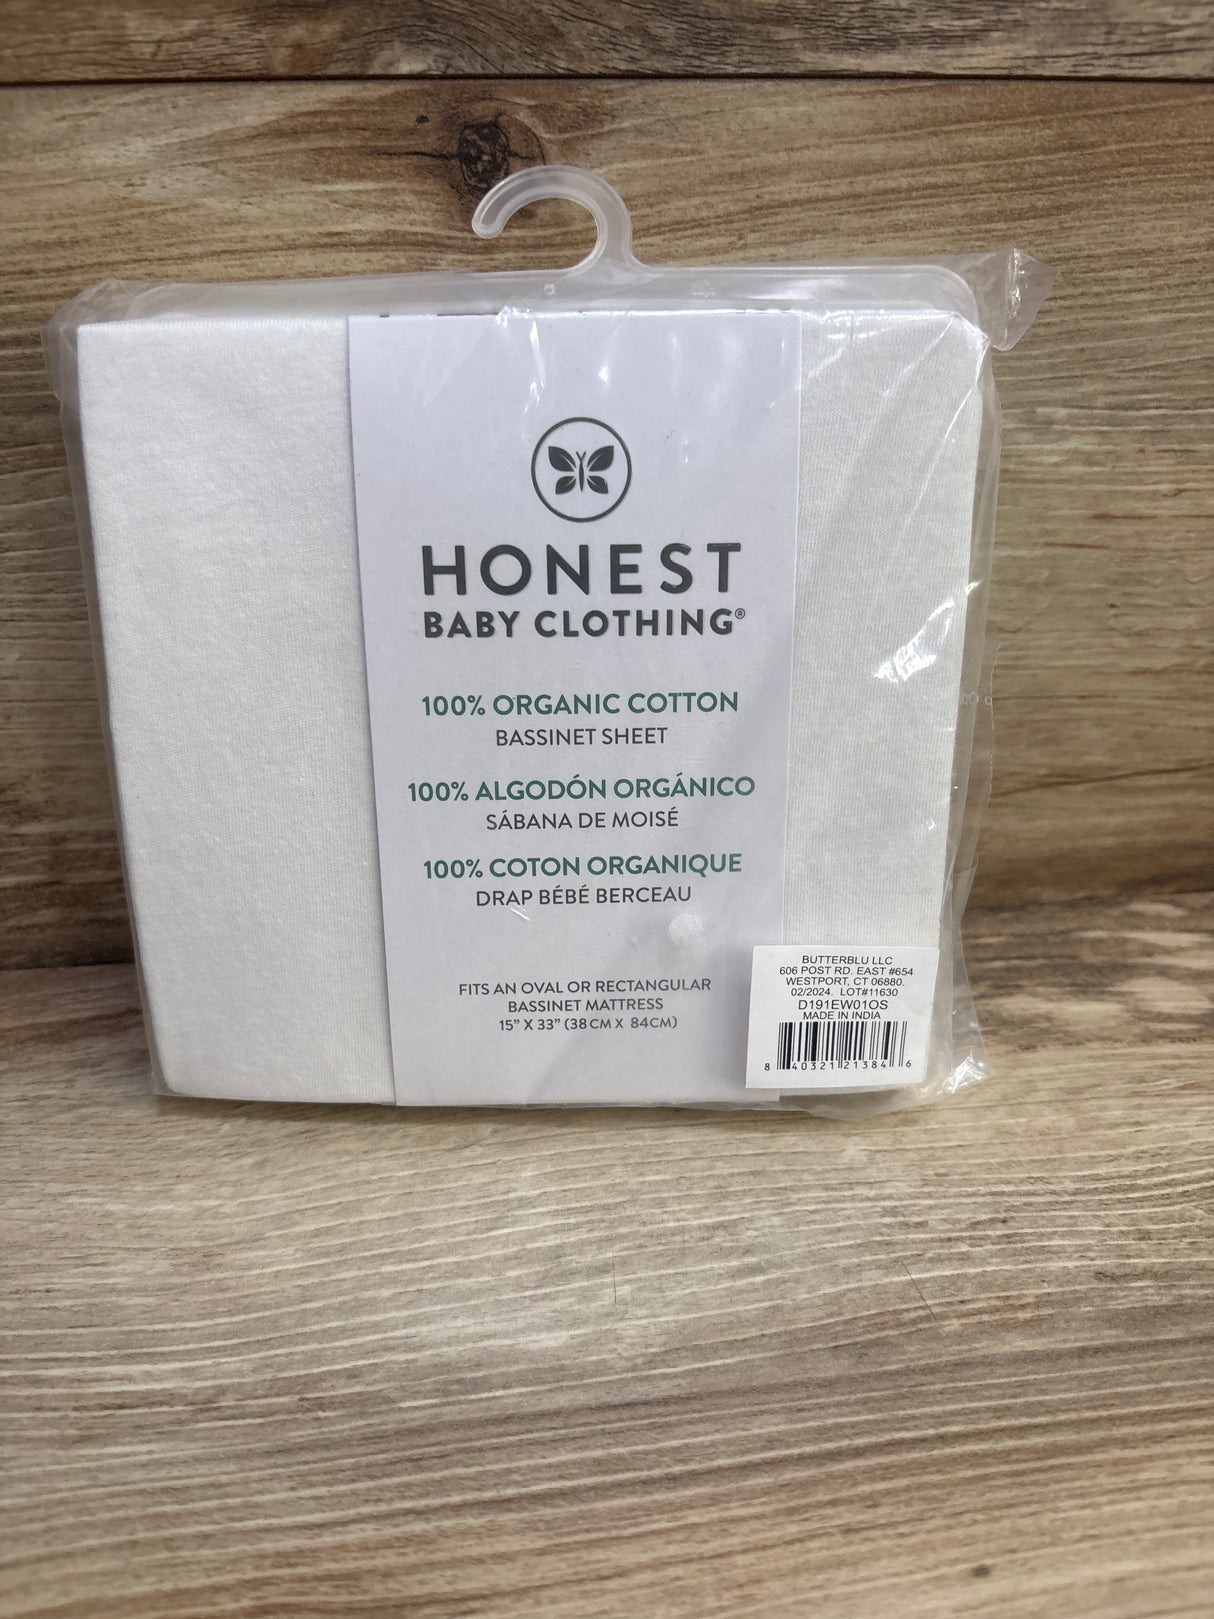 HONEST
BABY CLOTHING®
100% ORGANIC COTTON
BASSINET SHEET
100% ALGODÓN ORGÁNICO
SÁBANA DE MOISÉ
100% COTON ORGANIQUE
DRAP BÉBÉ BERCEAU
FITS AN OVAL OR RECTANGULAR
BASSINET MATTRESS
15” X 33” (38CM X 84CM)
BUTTERBLU LLC
606 POST RD. EAST #654
WESTPORT, CT 06880.
02/2024. LOT#11630
D191EW01OS
MADE IN INDIA
8 40321 21384 6